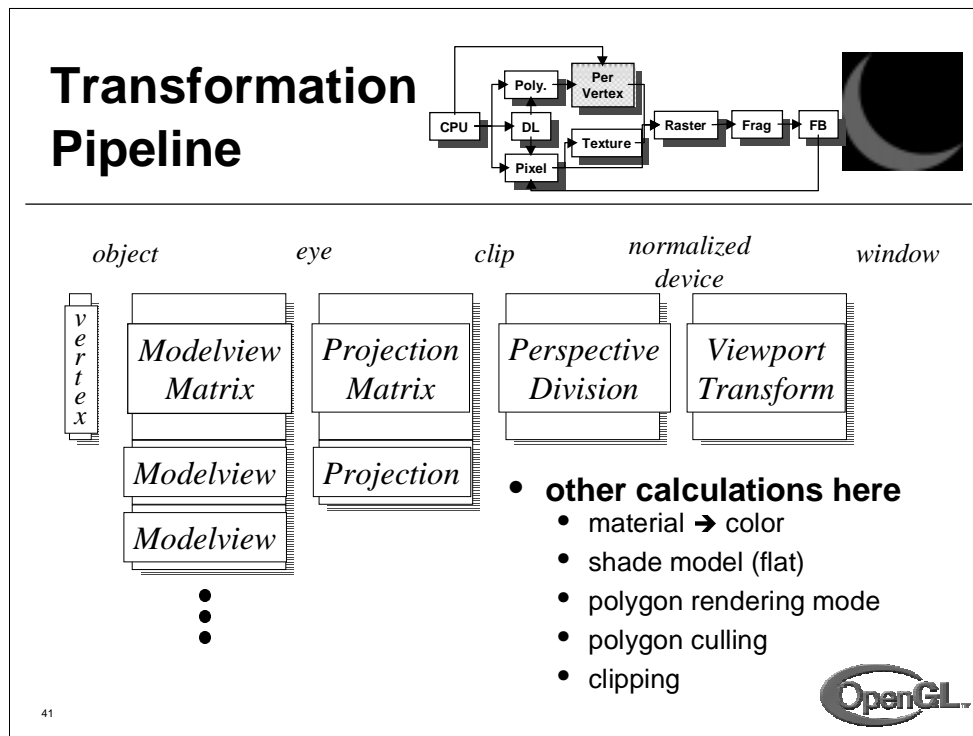 Transformation
Pipeline
CPU
Poly.
DL
Pixel
Per
Vertex
Texture
Raster
Frag
FB
object
eye
clip
normalized
device
window
vertex
Modelview
Matrix
Projection
Matrix
Perspective
Division
Viewport
Transform
Modelview
Projection
Modelview
• other calculations here
• material ➔ color
• shade model (flat)
• polygon rendering mode
• polygon culling
• clipping
41
OpenGL™